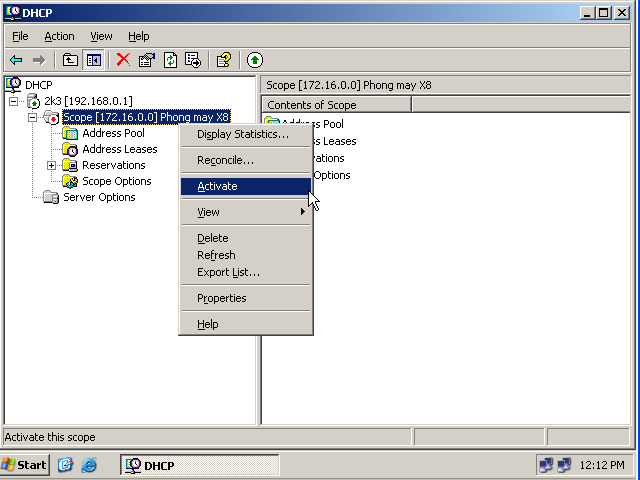 DHCP
File Action View Help
DHCP
2k3 [192.168.0.1]
Scope [172.16.0.0] Phong may X8
Address Pool
Address Leases
Reservations
Scope Options
Server Options
Scope [172.16.0.0] Phong may X8
Contents of Scope
Address Pool
Leases
vations
Options
Display Statistics...
Reconcile...
Activate
View
Delete
Refresh
Export List...
Properties
Help
Activate this scope
Start
DHCP
12:12 PM